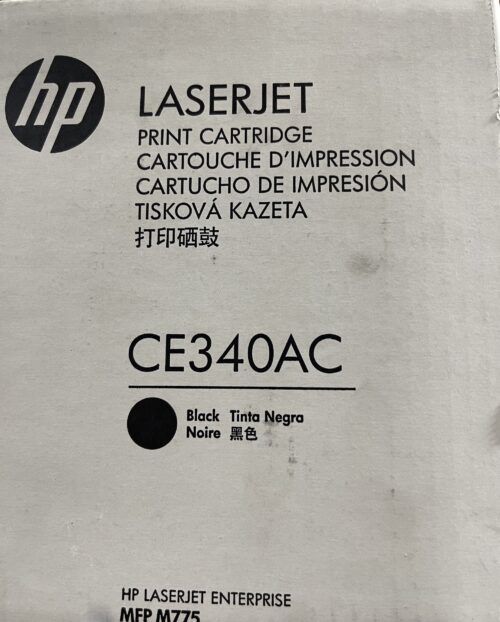 hp
LASERJET
PRINT CARTRIDGE
CARTOUCHE D'IMPRESSION
CARTUCHO DE IMPRESIÓN
TISKOVÁ KAZETA
打印硒鼓
CE340AC
Black Tinta Negra
Noire 黑色
HP LASERJET ENTERPRISE
MFP M775